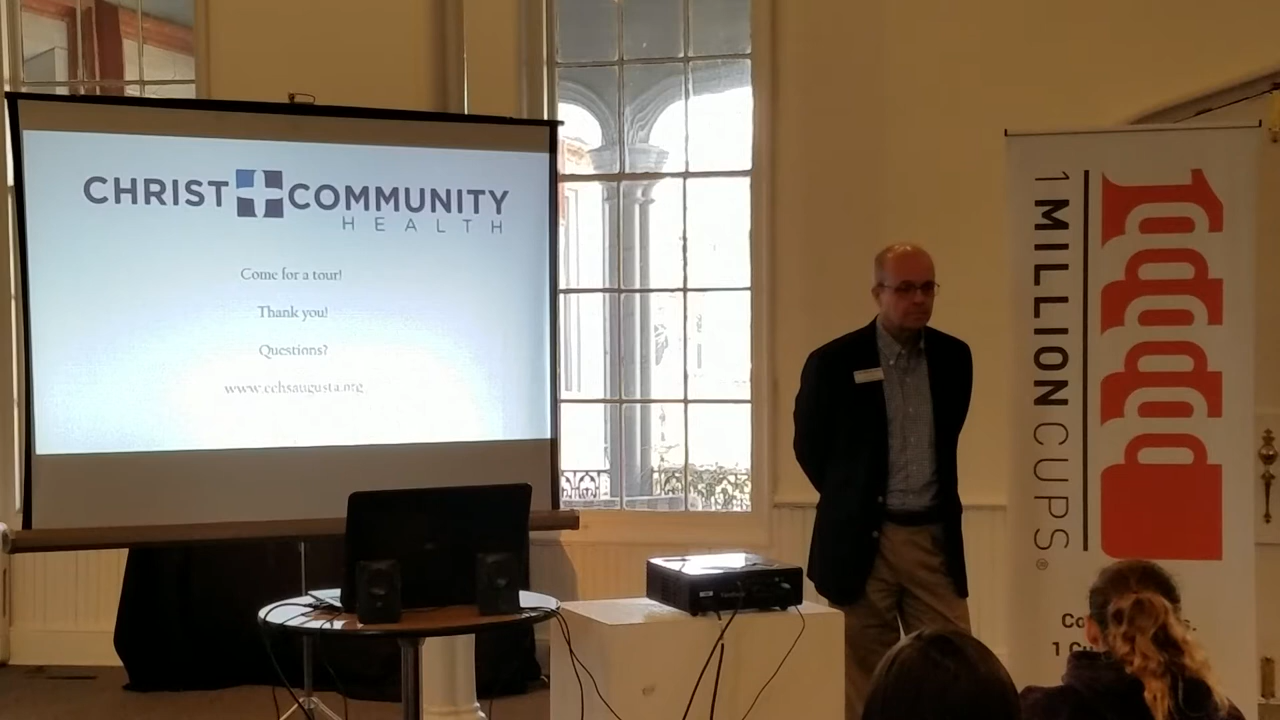 CHRIST COMMUNITY
HEALTH
Come for a tour!
Thank you!
Questions?
www.cchsaugusta.org
1 MILLION CUPS®